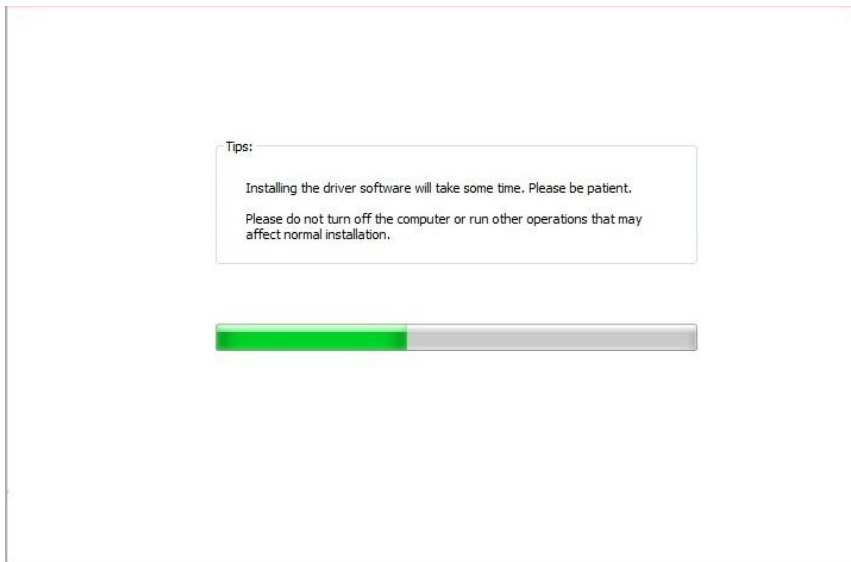 Tips:
Installing the driver software will take some time. Please be patient.
Please do not turn off the computer or run other operations that may
affect normal installation.